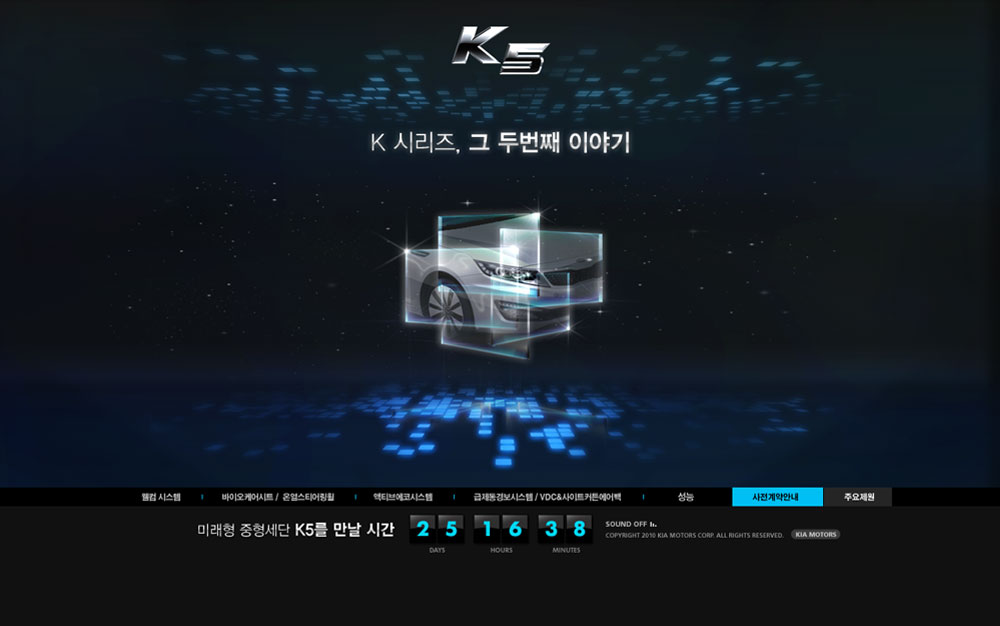 K5
K 시리즈, 그 두번째 이야기
웰컴 시스템
바이오케어시트 / 온열스티어링휠
액티브에코시스템
급제동경보시스템 / VDC&사이드커튼에어백
성능
사전계약안내
주요제원
미래형 중형세단 K5를 만날 시간
25 16 38
DAYS HOURS MINUTES
SOUND OFF
COPYRIGHT 2010 KIA MOTORS CORP. ALL RIGHTS RESERVED. KIA MOTORS